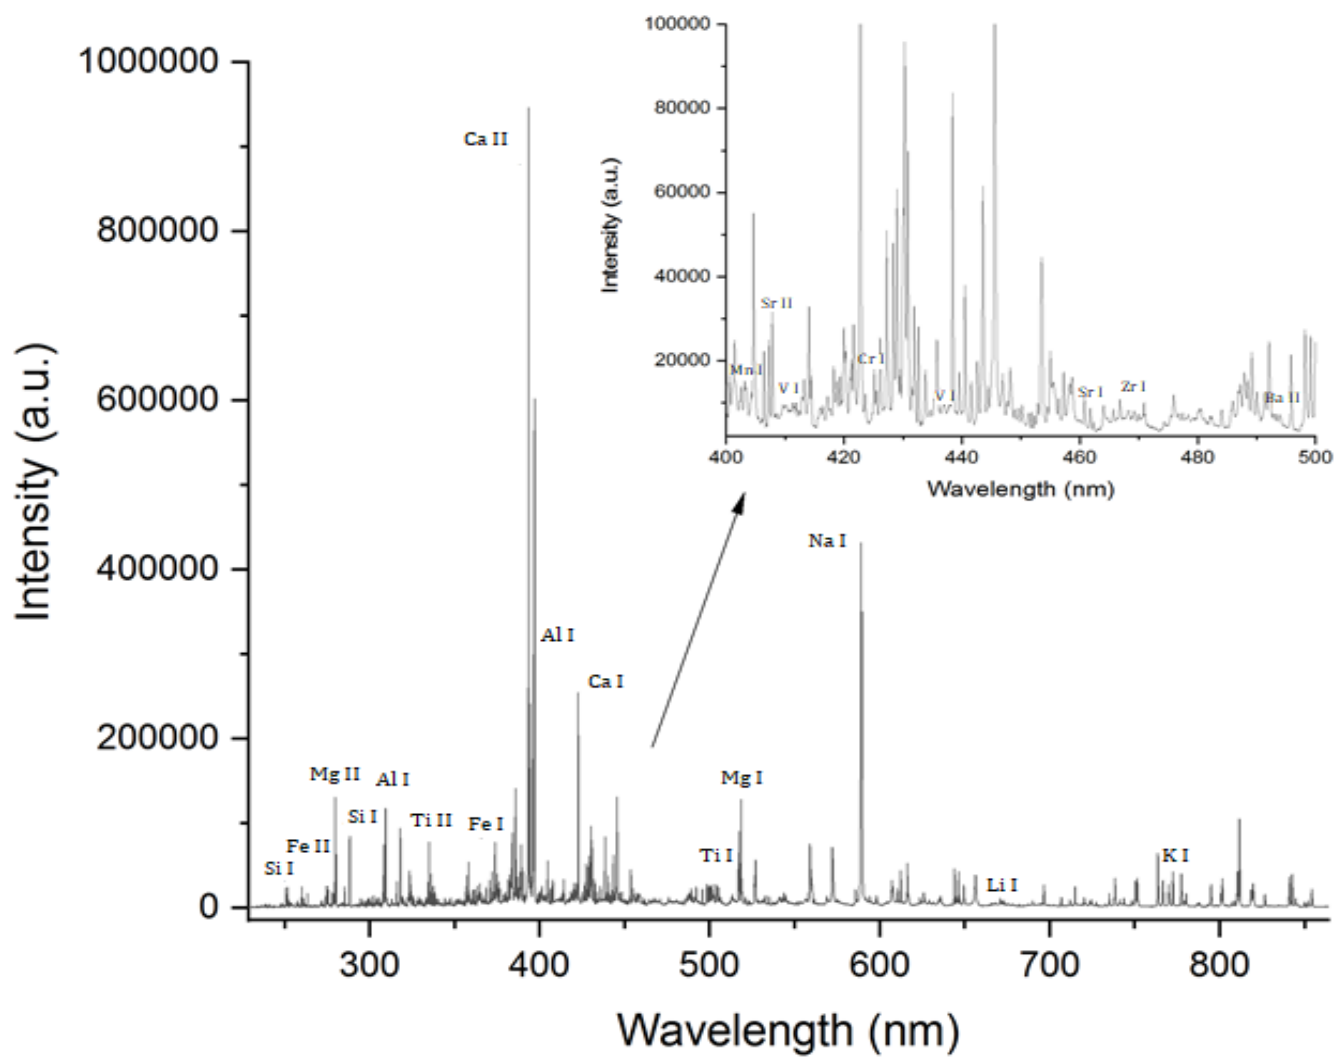 1000000
800000
600000
400000
200000
0
Intensity (a.u.)
300
400
500
600
700
800
Wavelength (nm)
Ca II
Al I
Ca I
Na I
Mg II
Al I
Si I
Ti II
Fe I
Fe II
Si I
Mg I
Ti I
Li I
K I
100000
80000
60000
40000
20000
Intensity (a.u.)
400
420
440
460
480
500
Wavelength (nm)
Sr II
Mn I
V I
Cr I
V I
Sr I
Zr I
Ba II